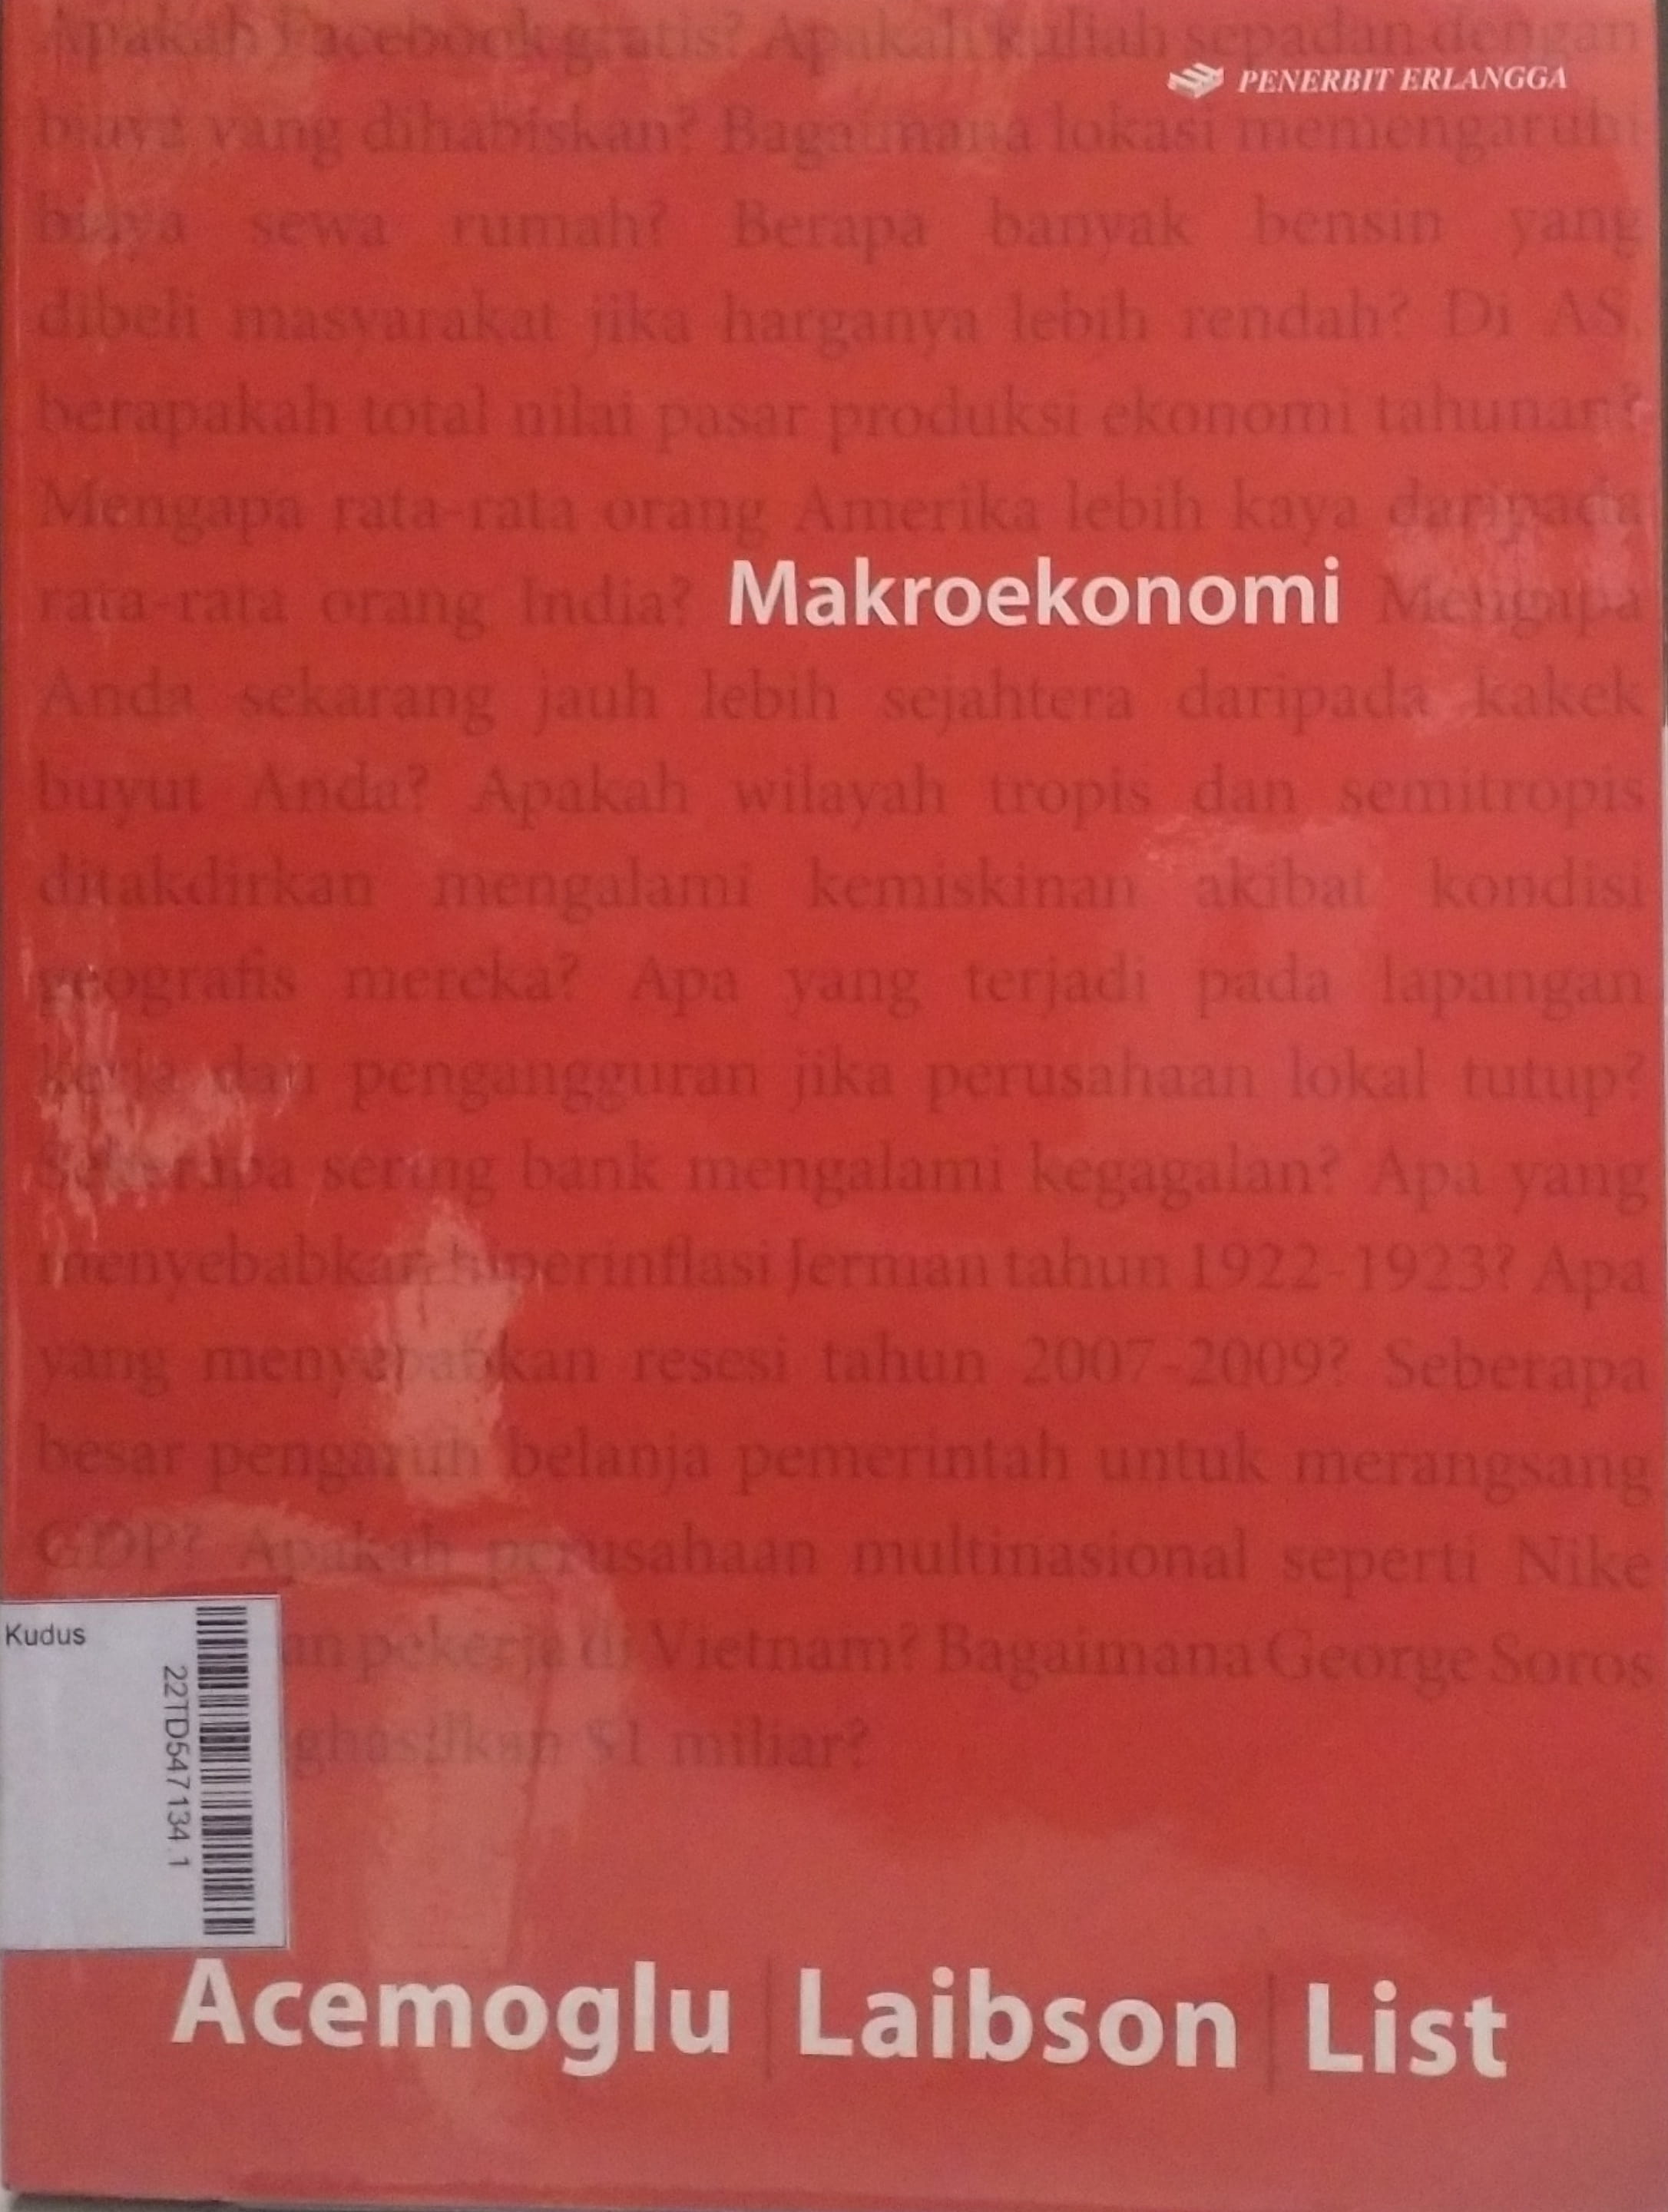 Apakah Facebook gratis? Apakah kuliah sepadan dengan
PENERBIT ERLANGGA
biaya yang dihabiskan? Bagaimana lokasi memengaruhi
biaya sewa rumah? Berapa banyak bensin yang
dibeli masyarakat jika harganya lebih rendah? Di AS,
berapakah total nilai pasar produksi ekonomi tahunan?
Mengapa rata-rata orang Amerika lebih kaya daripada
rata-rata orang India? Makroekonomi Mengapa
Anda sekarang jauh lebih sejahtera daripada kakek
buyut Anda? Apakah wilayah tropis dan semitropis
ditakdirkan mengalami kemiskinan akibat kondisi
geografis mereka? Apa yang terjadi pada lapangan
kerja dan pengangguran jika perusahaan lokal tutup?
Seberapa sering bank mengalami kegagalan? Apa yang
menyebabkan hiperinflasi Jerman tahun 1922-1923? Apa
yang menyebabkan resesi tahun 2007-2009? Seberapa
besar pengaruh belanja pemerintah untuk merangsang
GDP? Apakah perusahaan multinasional seperti Nike
pekerja di Vietnam? Bagaimana George Soros
$1 miliar?
Kudus
22TD547134.1
Acemoglu | Laibson | List